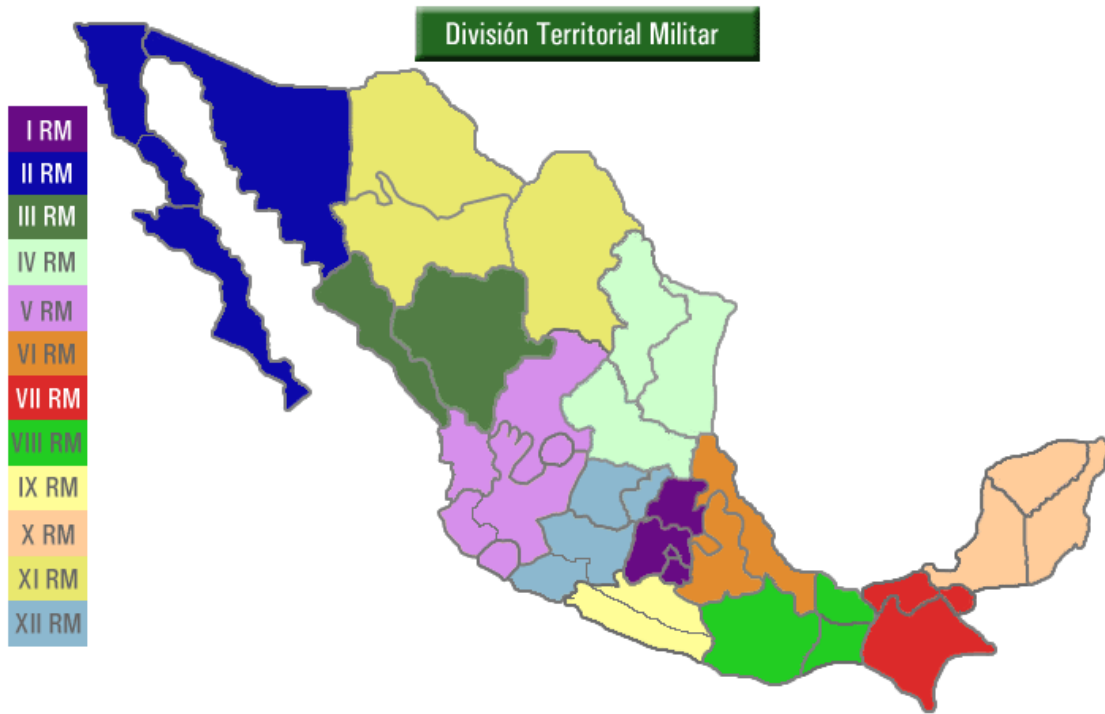 División Territorial Militar
I RM
II RM
III RM
IV RM
V RM
VI RM
VII RM
VIII RM
IX RM
X RM
XI RM
XII RM